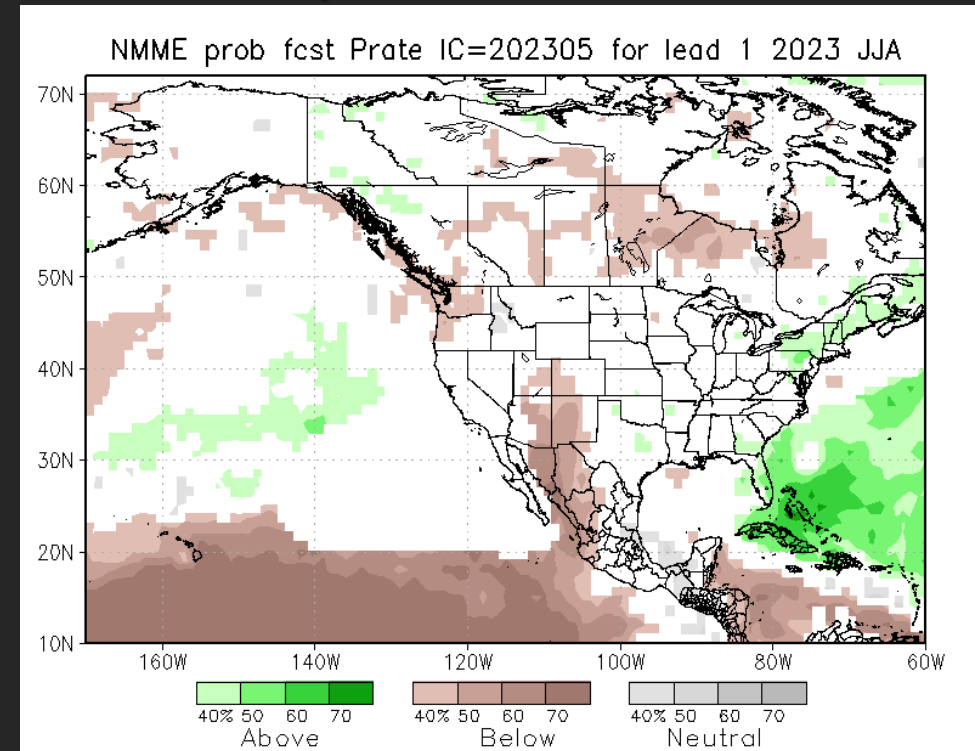 NMME prob fcst Prate IC=202305 for lead 1 2023 JJA
70N
60N
50N
40N
30N
20N
10N
160W 140W 120W 100W 80W 60W
40% 50 60 70 40% 50 60 70 40% 50 60 70
Above Below Neutral